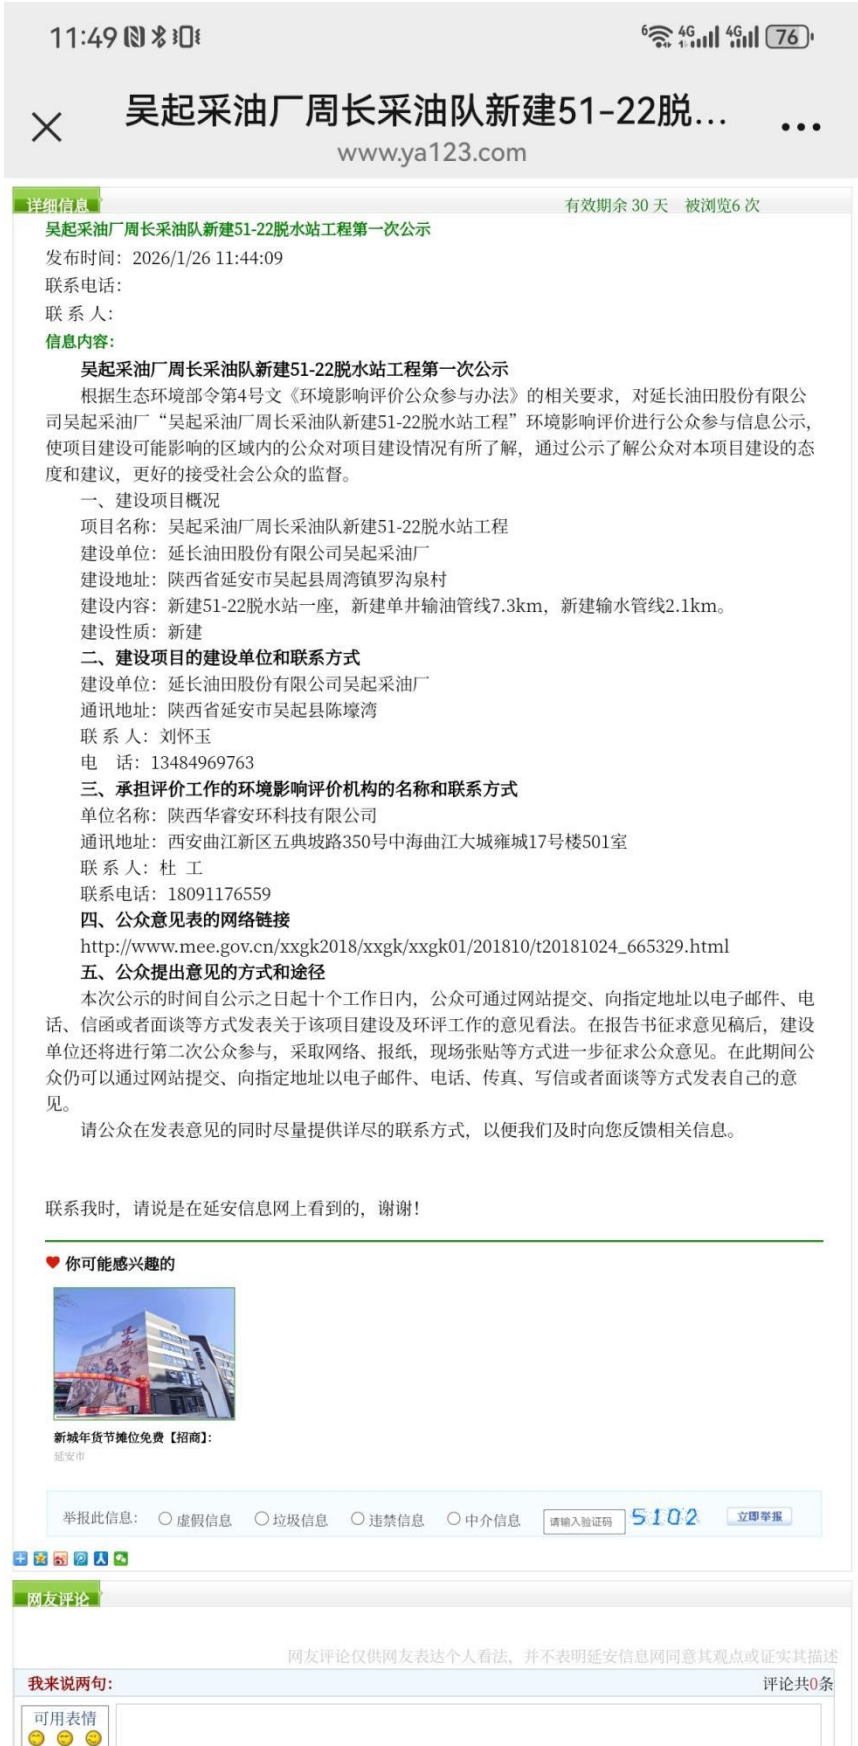 11:49
6 4G 4G 76
吴起采油厂周长采油队新建51-22脱...
www.ya123.com
详细信息
有效期余 30 天 被浏览6 次
吴起采油厂周长采油队新建51-22脱水站工程第一次公示
发布时间：2026/1/26 11:44:09
联系电话：
联 系 人：
信息内容：
吴起采油厂周长采油队新建51-22脱水站工程第一次公示
根据生态环境部令第4号文《环境影响评价公众参与办法》的相关要求，对延长油田股份有限公
司吴起采油厂“吴起采油厂周长采油队新建51-22脱水站工程”环境影响评价进行公众参与信息公示，
使项目建设可能影响的区域内的公众对项目建设情况有所了解，通过公示了解公众对本项目建设的态
度和建议，更好的接受社会公众的监督。
一、建设项目概况
项目名称：吴起采油厂周长采油队新建51-22脱水站工程
建设单位：延长油田股份有限公司吴起采油厂
建设地址：陕西省延安市吴起县周湾镇罗沟泉村
建设内容：新建51-22脱水站一座，新建单井输油管线7.3km，新建输水管线2.1km。
建设性质：新建
二、建设项目的建设单位和联系方式
建设单位：延长油田股份有限公司吴起采油厂
通讯地址：陕西省延安市吴起县陈壕湾
联 系 人：刘怀玉
电 话：13484969763
三、承担评价工作的环境影响评价机构的名称和联系方式
单位名称：陕西华睿安环科技有限公司
通讯地址：西安曲江新区五典坡路350号中海曲江大城雍城17号楼501室
联 系 人：杜 工
联系电话：18091176559
四、公众意见表的网络链接
http://www.mee.gov.cn/xxgk2018/xxgk/xxgk01/201810/t20181024_665329.html
五、公众提出意见的方式和途径
本次公示的时间自公示之日起十个工作日内，公众可通过网站提交、向指定地址以电子邮件、电
话、信函或者面谈等方式发表关于该项目建设及环评工作的意见看法。在报告书征求意见稿后，建设
单位还将进行第二次公众参与，采取网络、报纸，现场张贴等方式进一步征求公众意见。在此期间公
众仍可以通过网站提交、向指定地址以电子邮件、电话、传真、写信或者面谈等方式发表自己的意
见。
请公众在发表意见的同时尽量提供详尽的联系方式，以便我们及时向您反馈相关信息。
联系我时，请说是在延安信息网上看到的，谢谢！
你可能感兴趣的
新城年货节摊位免费【招商】：
延安市
举报此信息： 虚假信息 垃圾信息 违禁信息 中介信息 请输入验证码 5102 立即举报
网友评论
网友评论仅供网友表达个人看法，并不表明延安信息网同意其观点或证实其描述
我来说两句： 评论共0条
可用表情